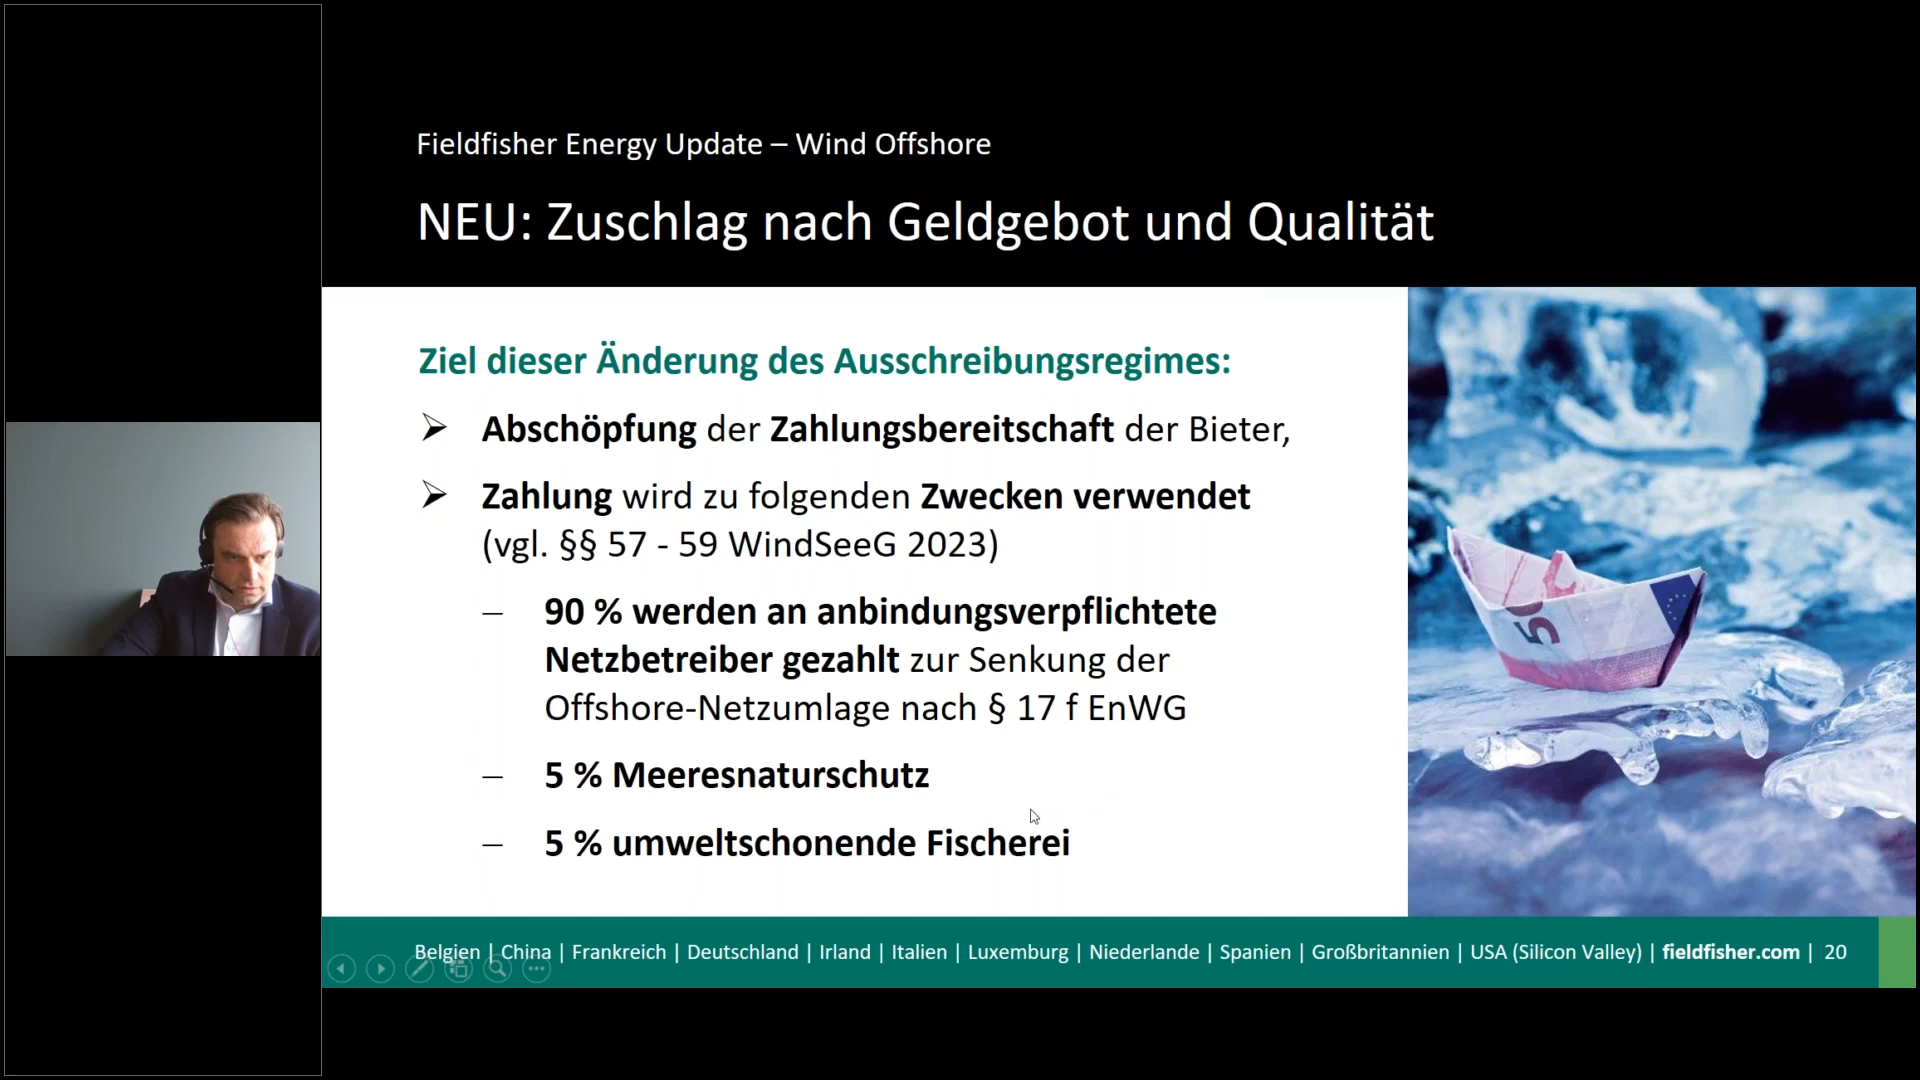 Fieldfisher Energy Update – Wind Offshore
NEU: Zuschlag nach Geldgebot und Qualität
Ziel dieser Änderung des Ausschreibungsregimes:
➢ Abschöpfung der Zahlungsbereitschaft der Bieter,
➢ Zahlung wird zu folgenden Zwecken verwendet
(vgl. §§ 57 - 59 WindSeeG 2023)
– 90 % werden an anbindungsverpflichtete
Netzbetreiber gezahlt zur Senkung der
Offshore-Netzumlage nach § 17 f EnWG
– 5 % Meeresnaturschutz
– 5 % umweltschonende Fischerei
5
Belgien | China | Frankreich | Deutschland | Irland | Italien | Luxemburg | Niederlande | Spanien | Großbritannien | USA (Silicon Valley) | fieldfisher.com | 20